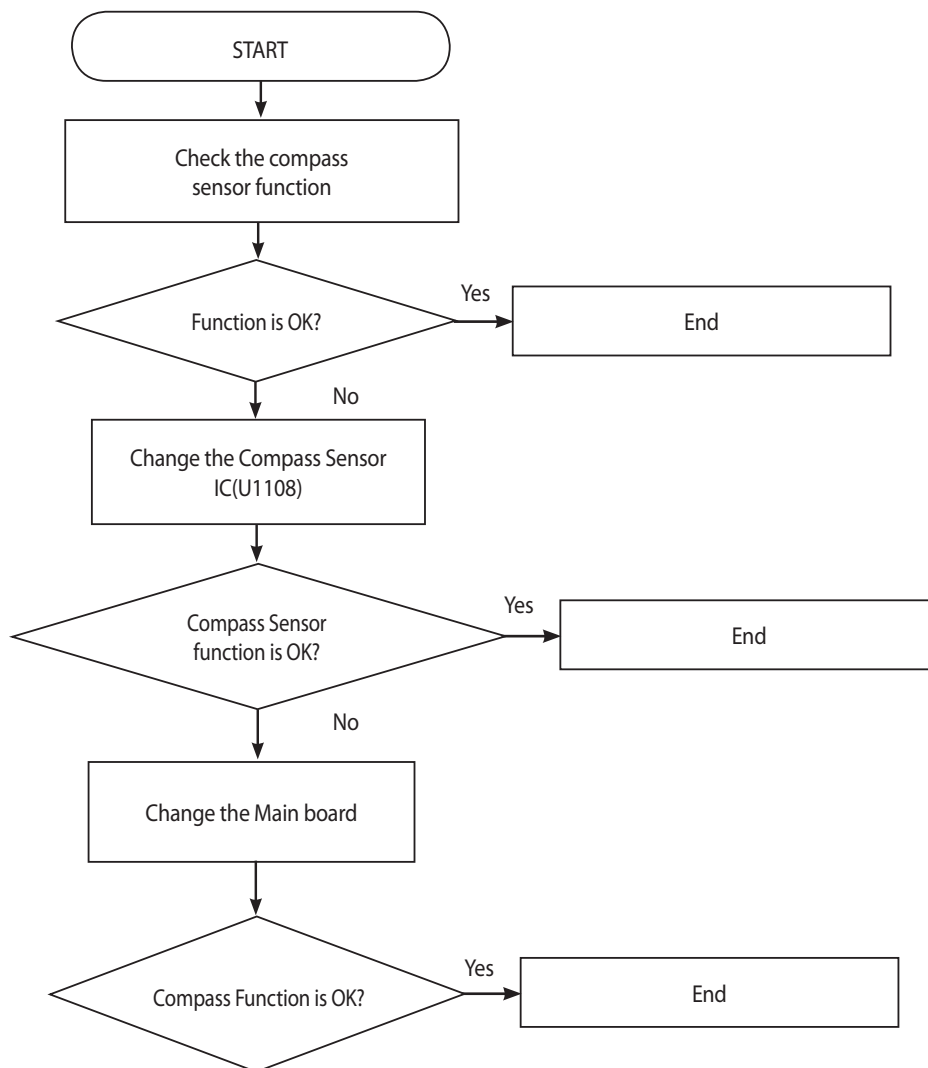 START
Check the compass
sensor function
Function is OK?
Yes
End
No
Change the Compass Sensor
IC(U1108)
Compass Sensor
function is OK?
Yes
End
No
Change the Main board
Compass Function is OK?
Yes
End